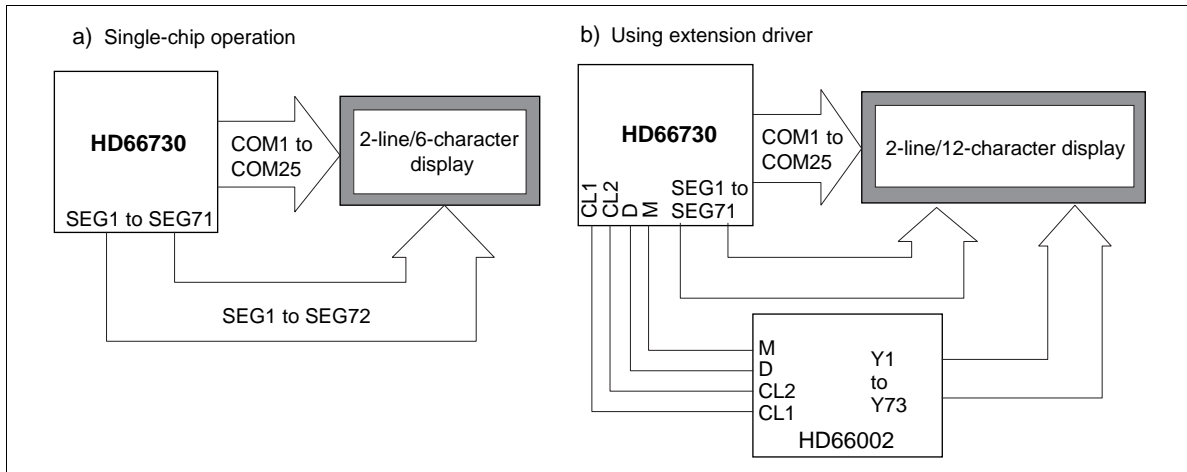 a) Single-chip operation
HD66730
COM1 to
COM25
2-line/6-character
display
SEG1 to SEG71
SEG1 to SEG72
b) Using extension driver
HD66730
COM1 to
COM25
2-line/12-character display
CL1
CL2
D
M
SEG1 to
SEG71
M
D
CL2
CL1
Y1
to
Y73
HD66002